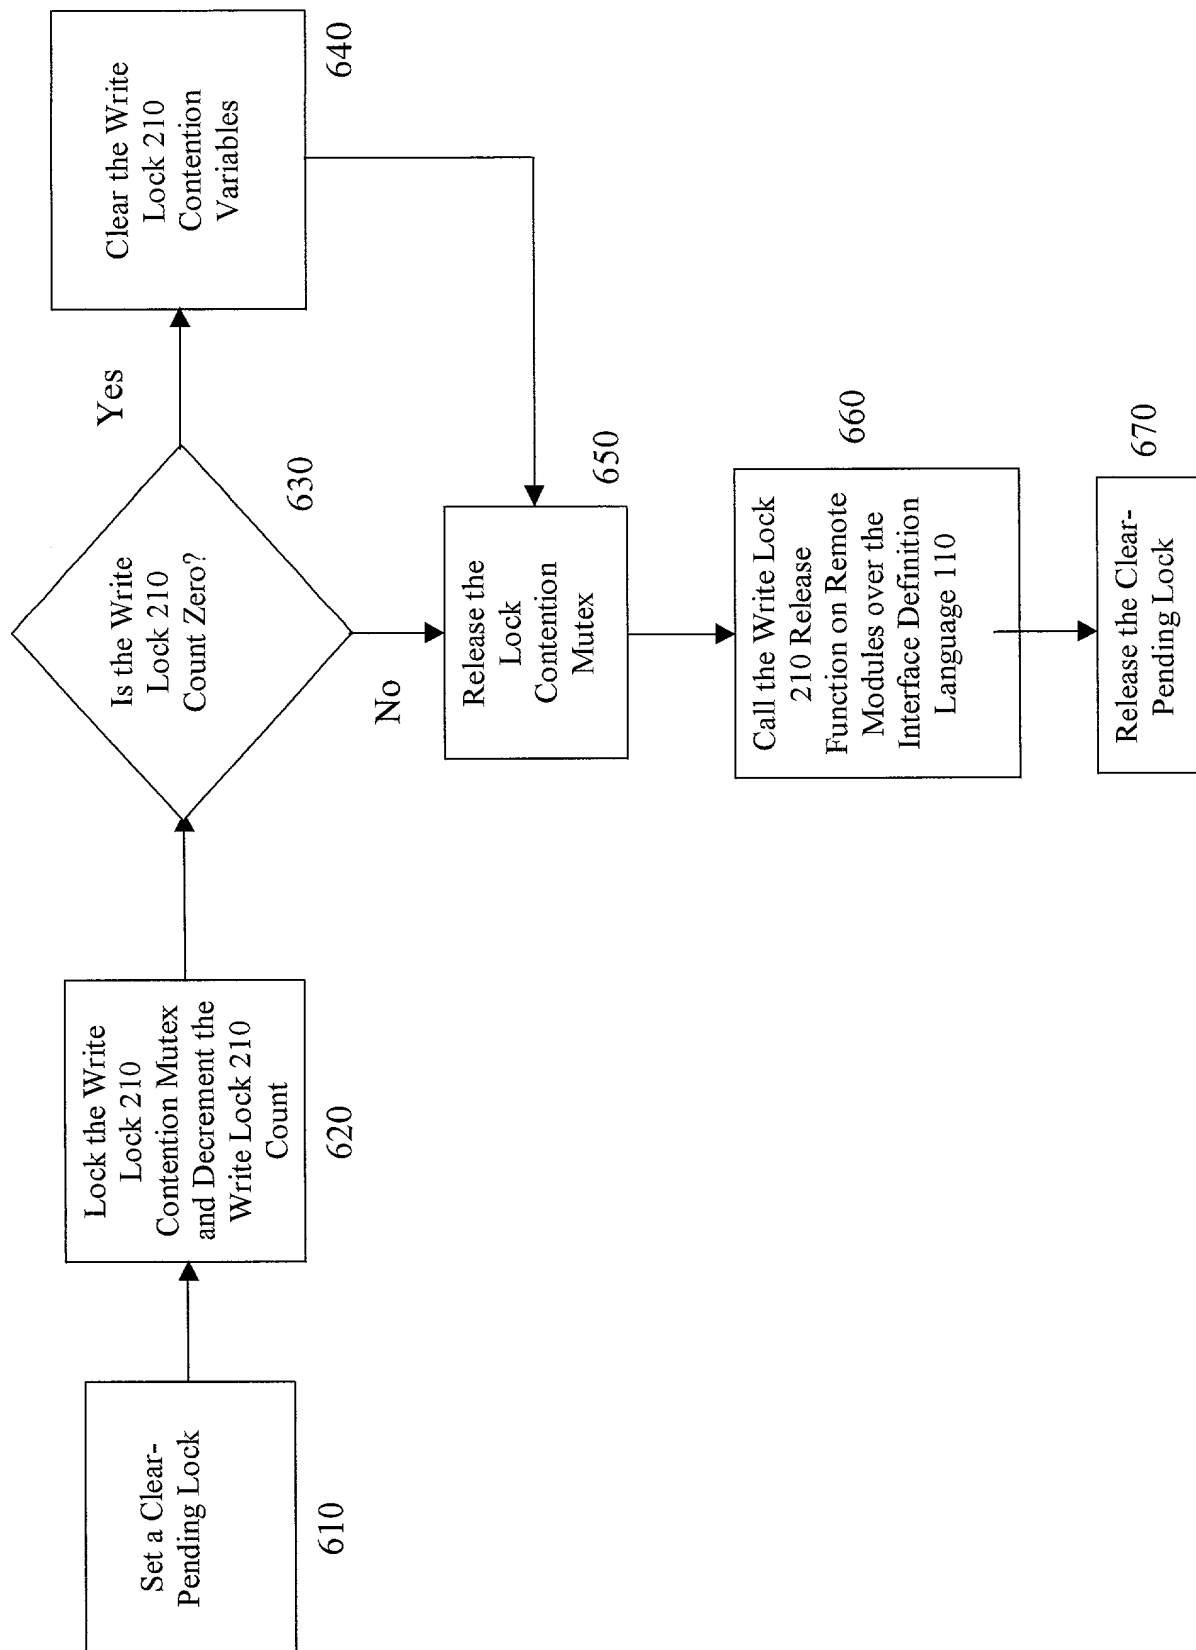 Set a Clear-
Pending Lock
610
Lock the Write
Lock 210
Contention Mutex
and Decrement the
Write Lock 210
Count
620
Is the Write
Lock 210
Count Zero?
630
Yes
No
Clear the Write
Lock 210
Contention
Variables
640
Release the
Lock
Contention
Mutex
650
Call the Write Lock
210 Release
Function on Remote
Modules over the
Interface Definition
Language 110
660
Release the Clear-
Pending Lock
670